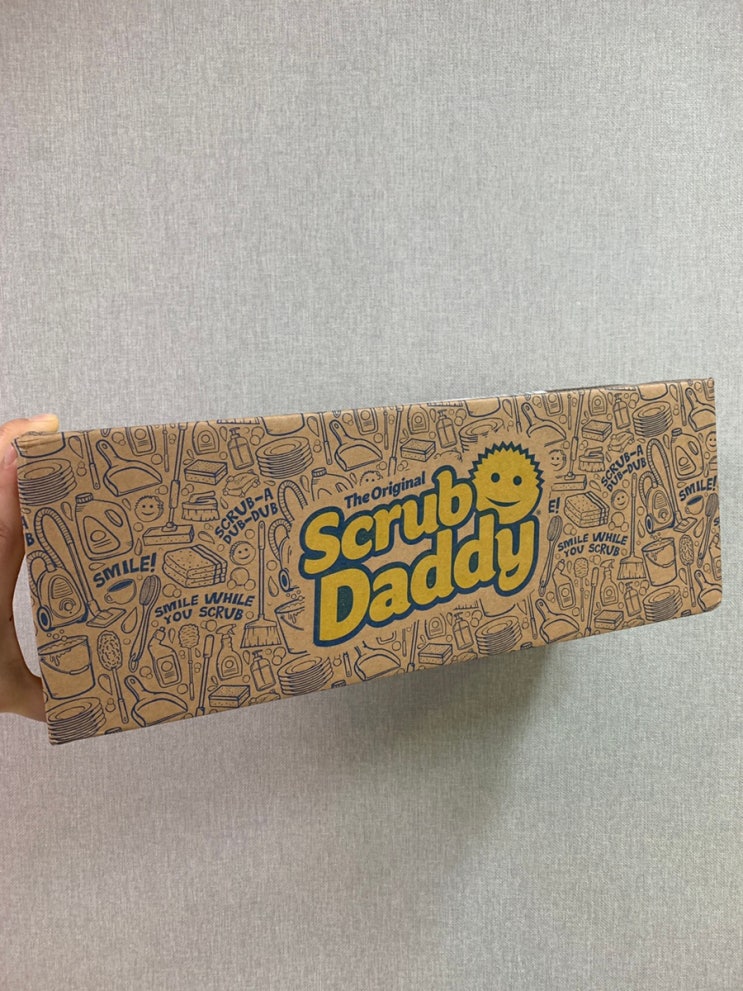 The Original
Scrub
Daddy
®
SCRUB-A
DUB-DUB
SMILE!
SMILE WHILE
YOU SCRUB
E!
SCRUB-A
DUB-DUB
SMILE!
SMILE WHILE
YOU SCRUB
A
B